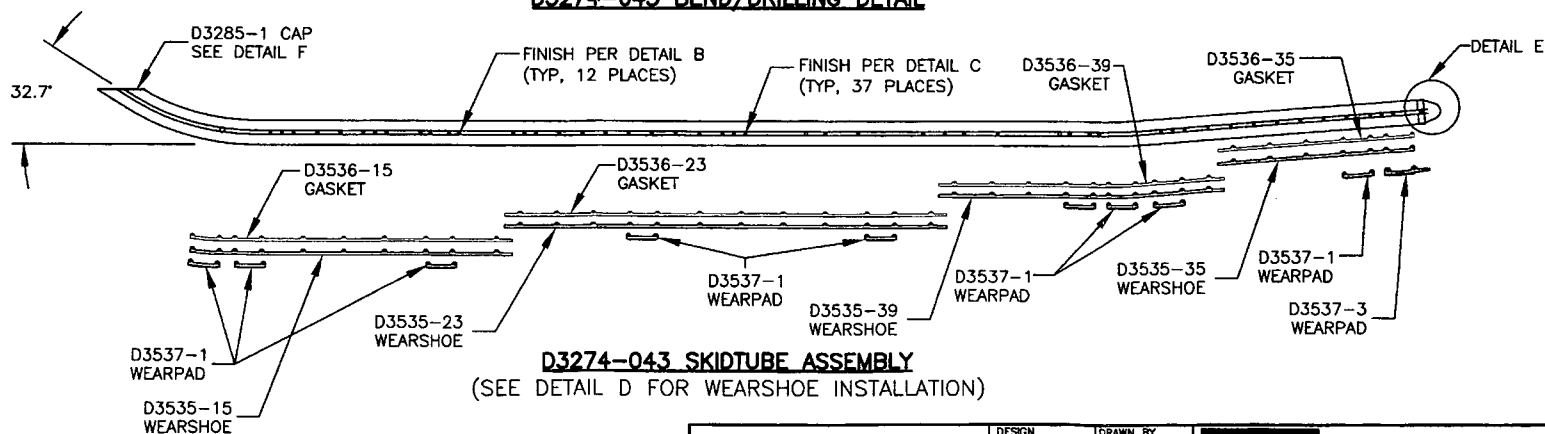 D3274-043 BEND/DRILLING DETAIL
D3285-1 CAP
SEE DETAIL F
FINISH PER DETAIL B
(TYP, 12 PLACES)
FINISH PER DETAIL C
(TYP, 37 PLACES)
D3536-39
GASKET
D3536-35
GASKET
DETAIL E
32.7°
D3536-15
GASKET
D3536-23
GASKET
D3537-1
WEARPAD
D3535-23
WEARSHOE
D3537-1
WEARPAD
D3535-39
WEARSHOE
D3537-1
WEARPAD
D3535-35
WEARSHOE
D3537-1
WEARPAD
D3537-3
WEARPAD
D3535-15
WEARSHOE
D3274-043 SKIDTUBE ASSEMBLY
(SEE DETAIL D FOR WEARSHOE INSTALLATION)
DESIGN
DRAWN BY